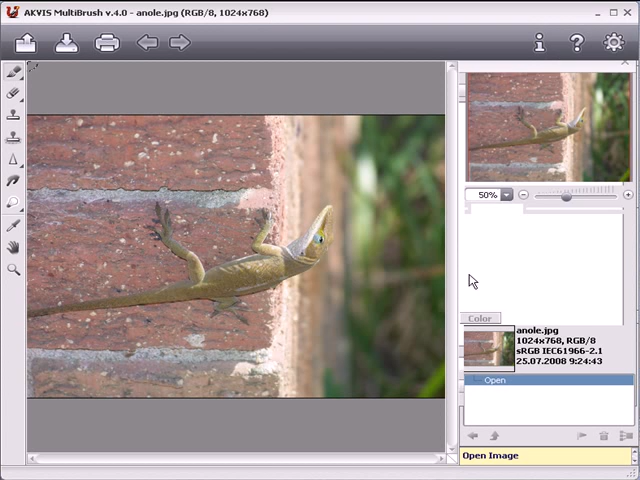 AKVIS MultiBrush v.4.0 - anole.jpg (RGB/8, 1024x768)
50%
Color
anole.jpg
1024x768, RGB/8
sRGB IEC61966-2.1
25.07.2008 9:24:43
Open
Open Image